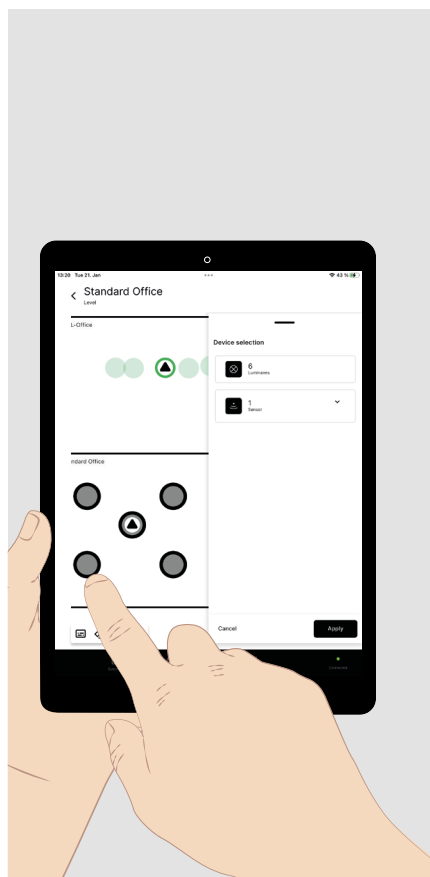 13:20 Tue 21. Jan
43 %
Standard Office
Level
L-Office
Device selection
6
Luminaires
1
Sensor
ndard Office
Cancel
Apply